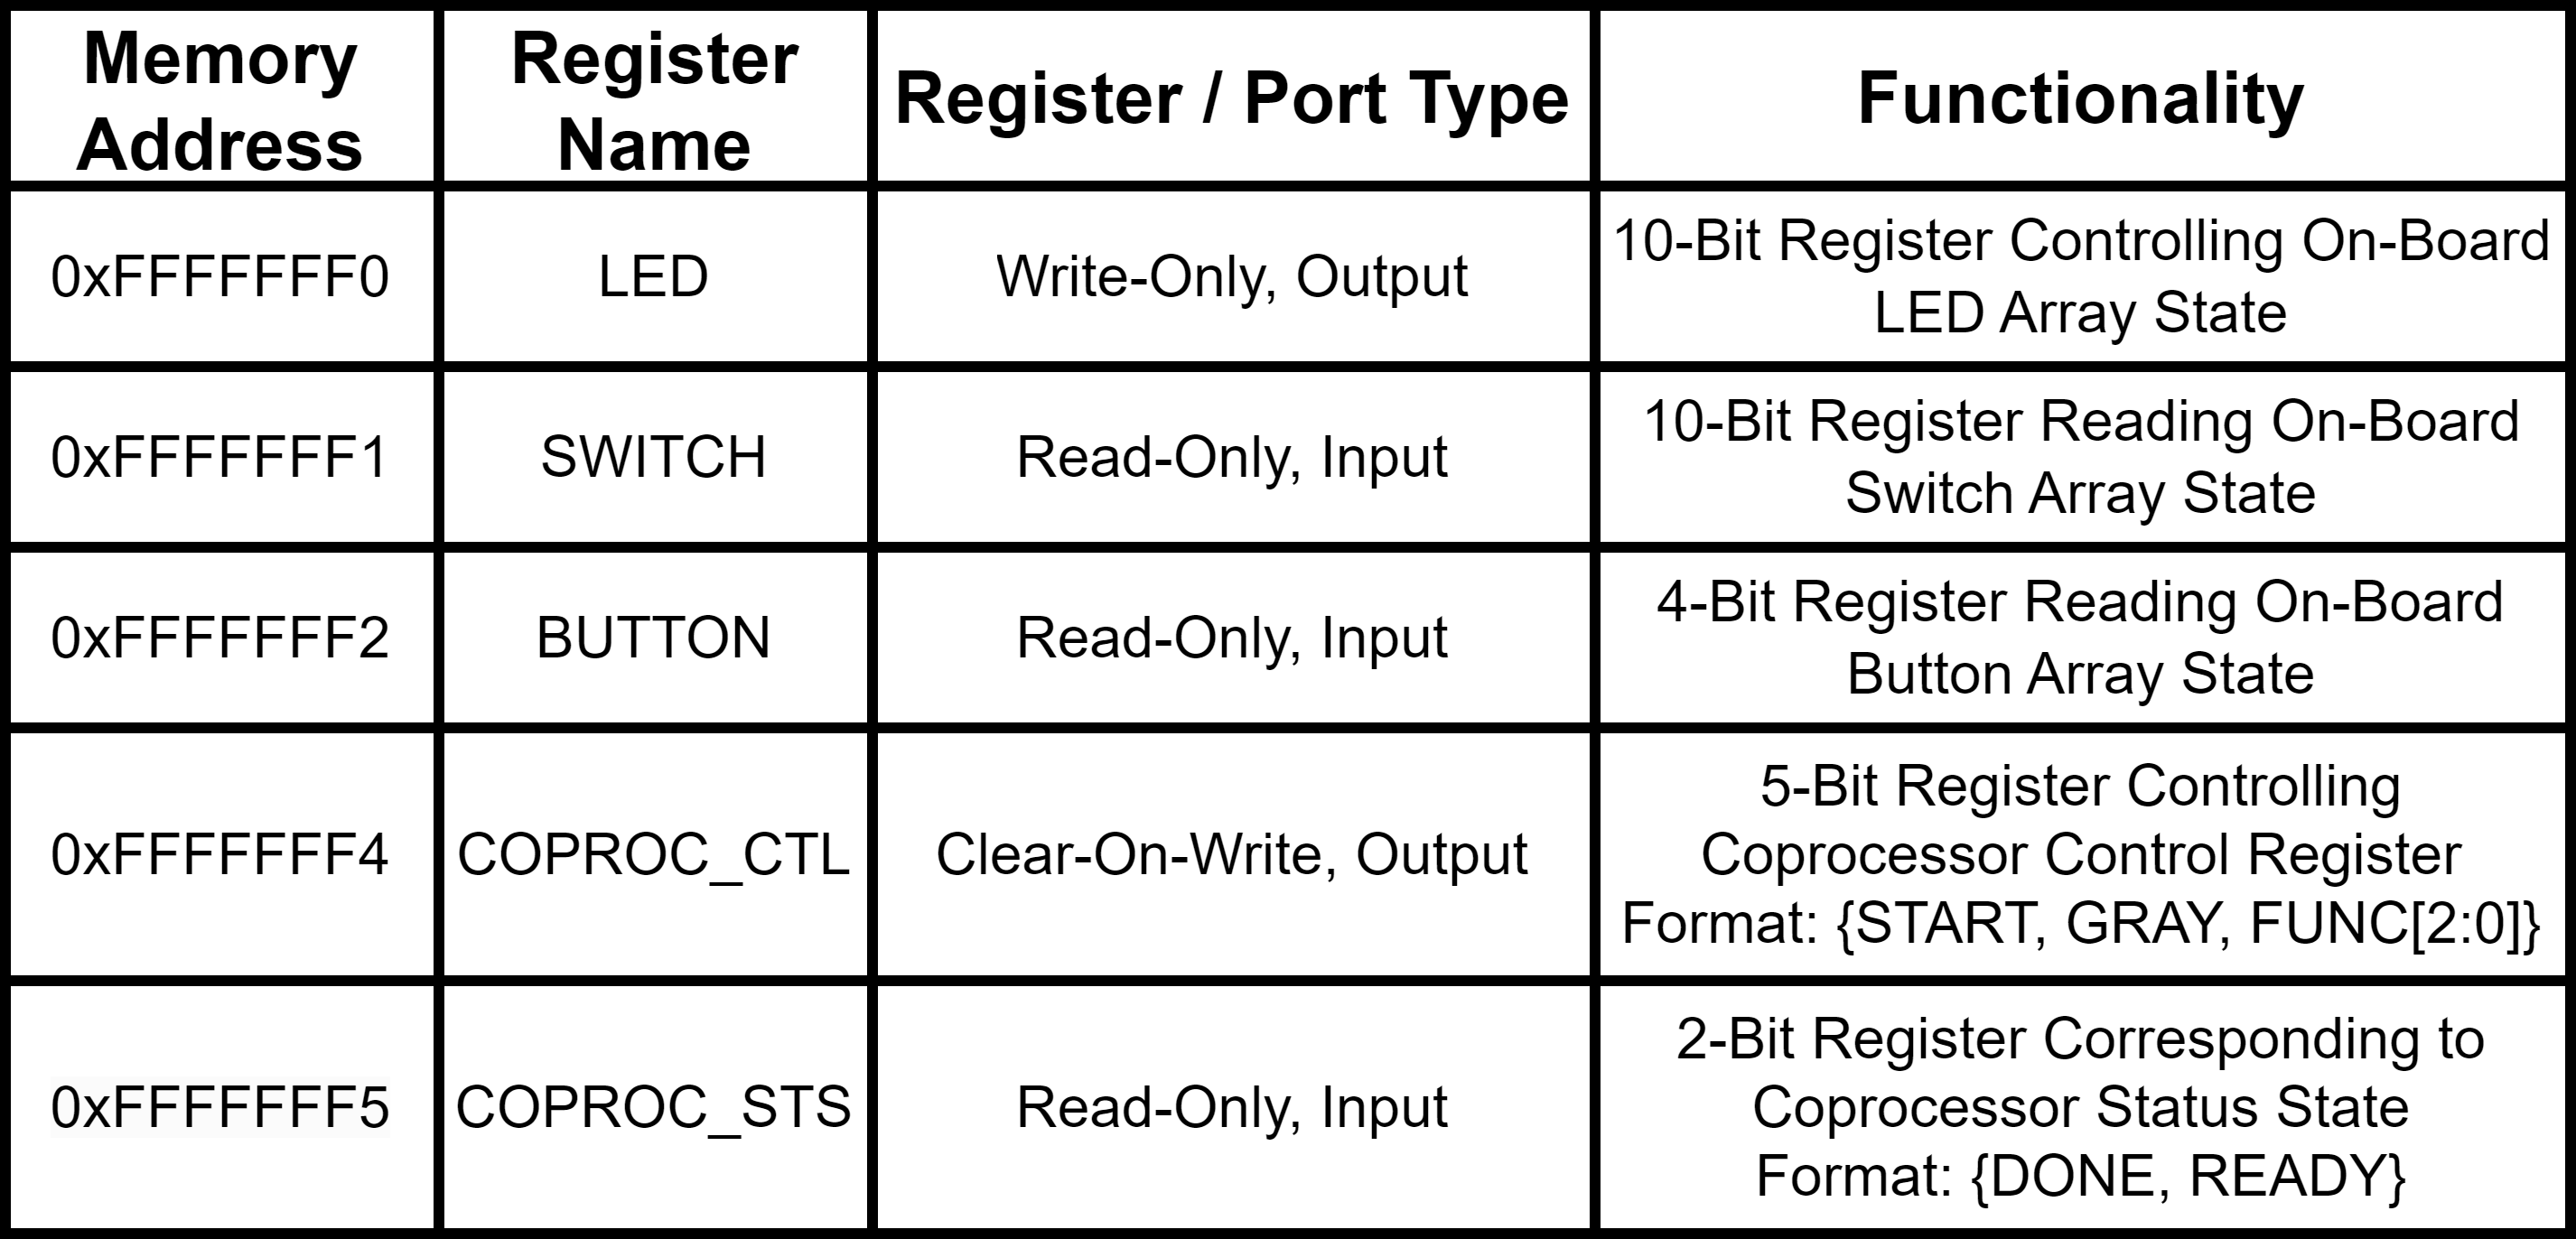 Memory Address
Register Name
Register / Port Type
Functionality
0xFFFFFFF0
LED
Write-Only, Output
10-Bit Register Controlling On-Board
LED Array State
0xFFFFFFF1
SWITCH
Read-Only, Input
10-Bit Register Reading On-Board
Switch Array State
0xFFFFFFF2
BUTTON
Read-Only, Input
4-Bit Register Reading On-Board
Button Array State
0xFFFFFFF4
COPROC_CTL
Clear-On-Write, Output
5-Bit Register Controlling
Coprocessor Control Register
Format: {START, GRAY, FUNC[2:0]}
0xFFFFFFF5
COPROC_STS
Read-Only, Input
2-Bit Register Corresponding to
Coprocessor Status State
Format: {DONE, READY}